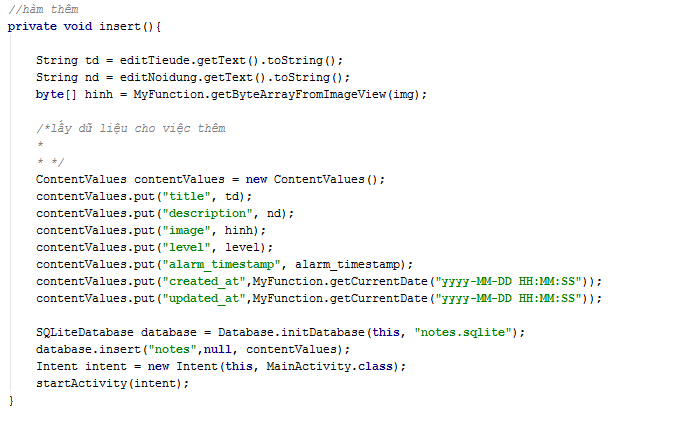 //hàm thêm
private void insert(){
String td = editTieude.getText().toString();
String nd = editNoidung.getText().toString();
byte[] hinh = MyFunction.getByteArrayFromImageView(img);
/*lấy dữ liệu cho việc thêm
*
* */
ContentValues contentValues = new ContentValues();
contentValues.put("title", td);
contentValues.put("description", nd);
contentValues.put("image", hinh);
contentValues.put("level", level);
contentValues.put("alarm_timestamp", alarm_timestamp);
contentValues.put("created_at",MyFunction.getCurrentDate("yyyy-MM-DD HH:MM:SS"));
contentValues.put("updated_at",MyFunction.getCurrentDate("yyyy-MM-DD HH:MM:SS"));
SQLiteDatabase database = Database.initDatabase(this, "notes.sqlite");
database.insert("notes",null, contentValues);
Intent intent = new Intent(this, MainActivity.class);
startActivity(intent);
}